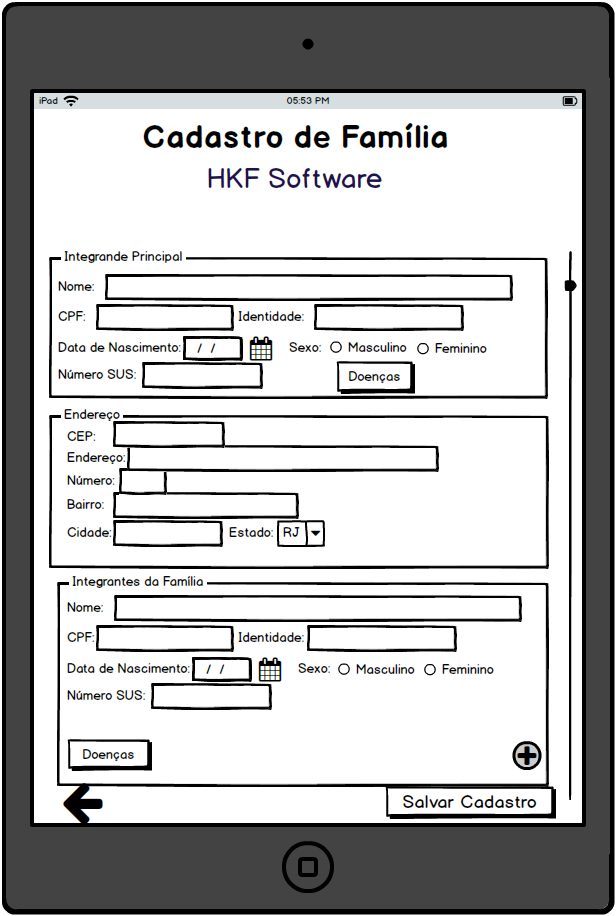 iPad 05:53 PM
Cadastro de Família
HKF Software
Integrande Principal
Nome:
CPF: Identidade:
Data de Nascimento: / / Sexo: Masculino Feminino
Número SUS: Doenças
Endereço
CEP:
Endereço:
Número:
Bairro:
Cidade: Estado: RJ
Integrantes da Família
Nome:
CPF: Identidade:
Data de Nascimento: / / Sexo: Masculino Feminino
Número SUS:
Doenças
Salvar Cadastro